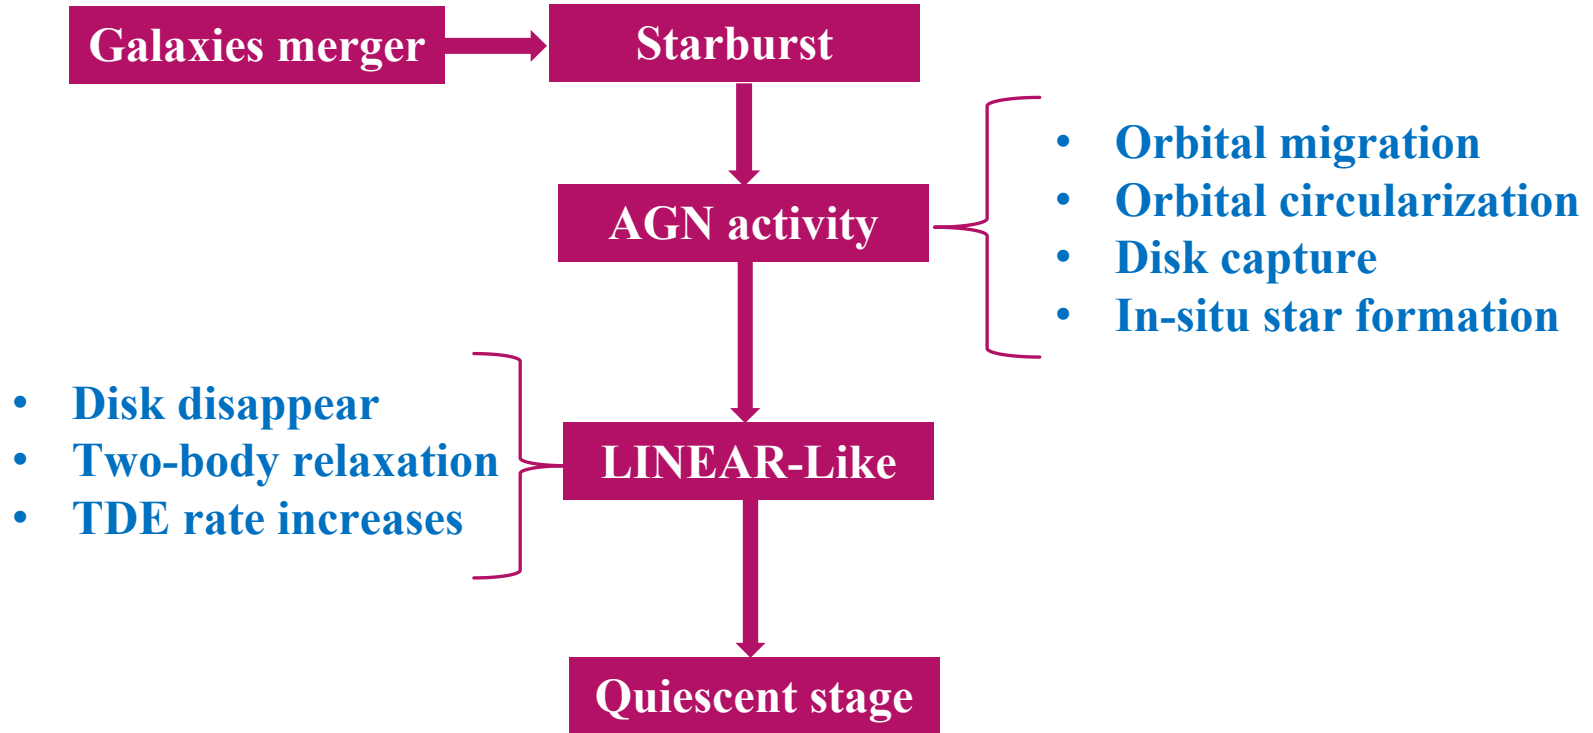 Galaxies merger
Starburst
AGN activity
• Orbital migration
• Orbital circularization
• Disk capture
• In-situ star formation
• Disk disappear
• Two-body relaxation
• TDE rate increases
LINEAR-Like
Quiescent stage